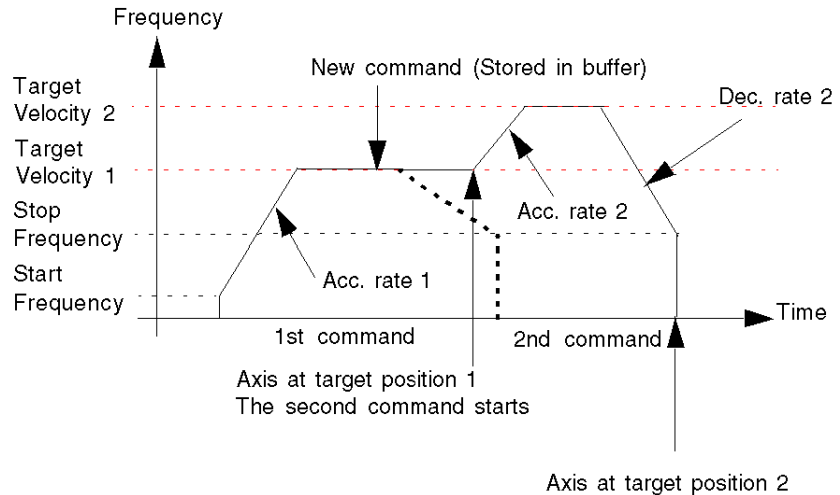 Frequency
New command (Stored in buffer)
Target
Velocity 2
Dec. rate 2
Target
Velocity 1
Acc. rate 2
Stop
Frequency
Acc. rate 1
Start
Frequency
Time
1st command
2nd command
Axis at target position 1
The second command starts
Axis at target position 2